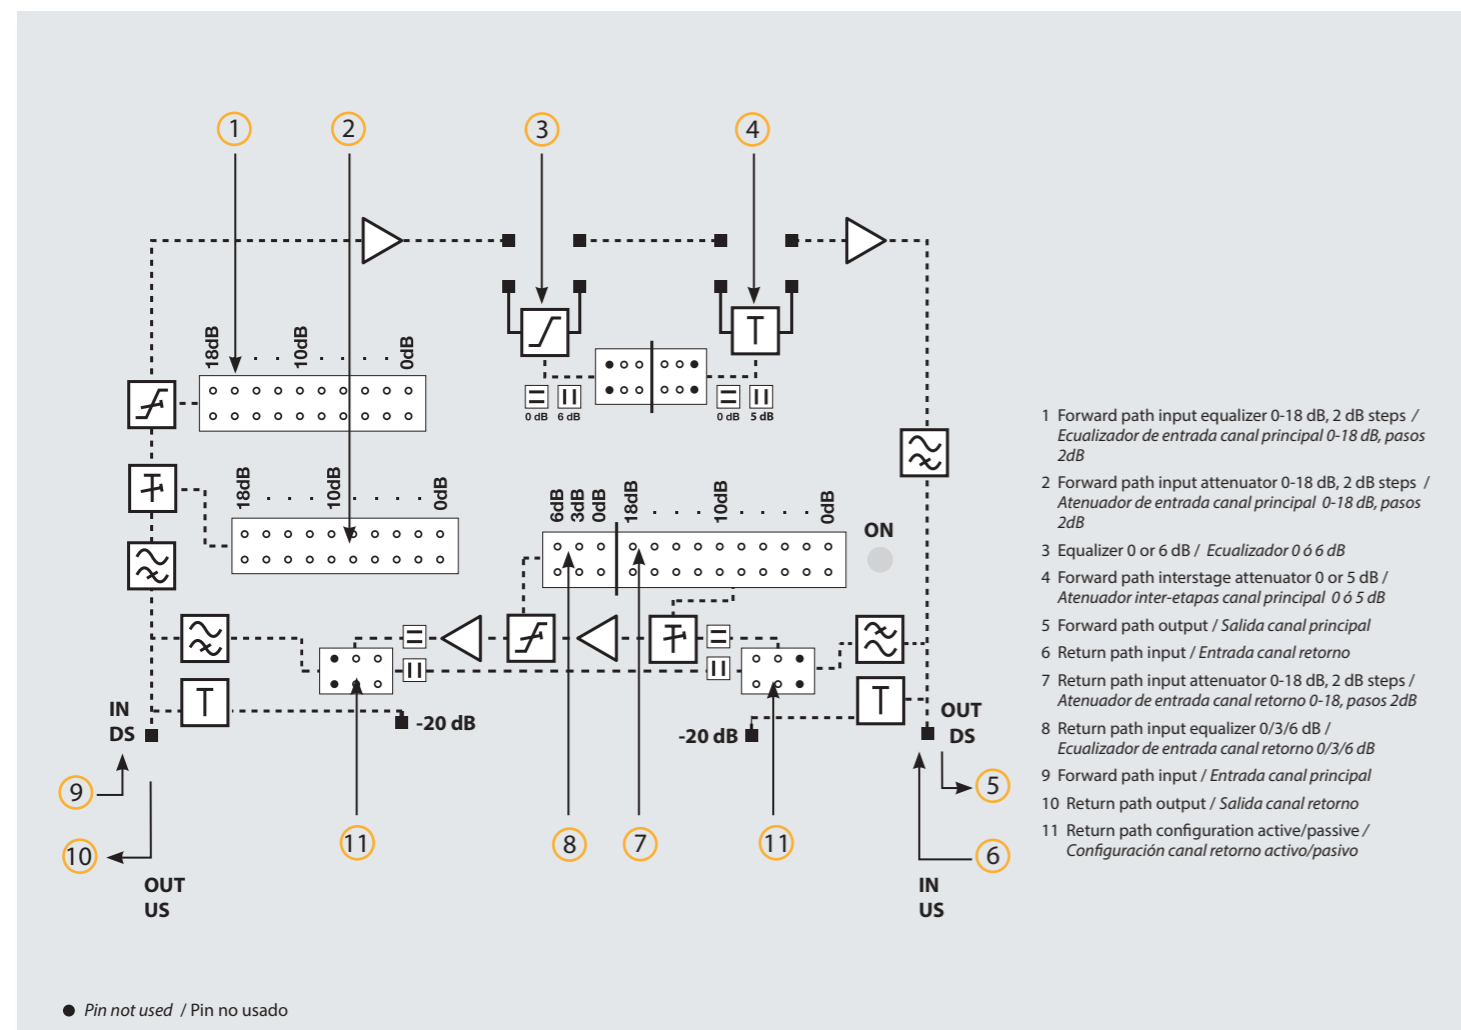 1
2
3
4
18dB . . . 10dB . . . . 0dB
0 dB
6 dB
0 dB
5 dB
18dB . . . 10dB . . . . 0dB
6dB
3dB
0dB
18dB . . . 10dB . . . . 0dB
ON
IN
DS
-20 dB
-20 dB
OUT
DS
9
10
11
8
7
11
5
6
OUT
US
IN
US
1 Forward path input equalizer 0-18 dB, 2 dB steps /
Ecualizador de entrada canal principal 0-18 dB, pasos
2dB
2 Forward path input attenuator 0-18 dB, 2 dB steps /
Atenuador de entrada canal principal 0-18 dB, pasos
2dB
3 Equalizer 0 or 6 dB / Ecualizador 0 ó 6 dB
4 Forward path interstage attenuator 0 or 5 dB /
Atenuador inter-etapas canal principal 0 ó 5 dB
5 Forward path output / Salida canal principal
6 Return path input / Entrada canal retorno
7 Return path input attenuator 0-18 dB, 2 dB steps /
Atenuador de entrada canal retorno 0-18, pasos 2dB
8 Return path input equalizer 0/3/6 dB /
Ecualizador de entrada canal retorno 0/3/6 dB
9 Forward path input / Entrada canal principal
10 Return path output / Salida canal retorno
11 Return path configuration active/passive /
Configuración canal retorno activo/pasivo
Pin not used / Pin no usado